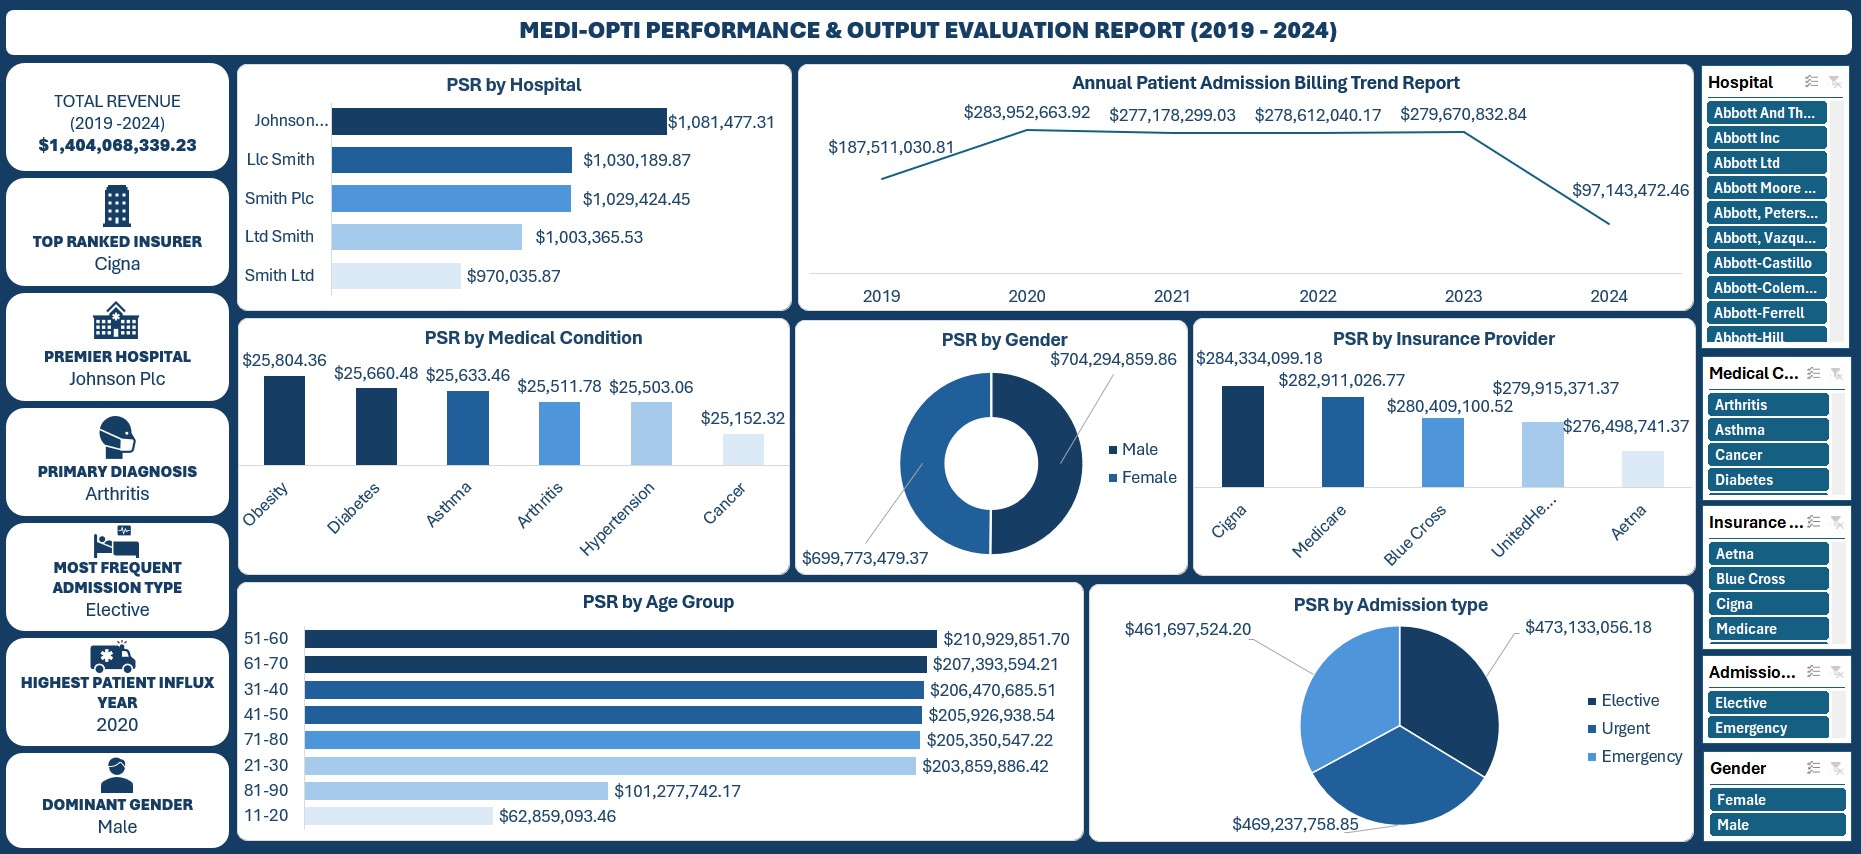 MEDI-OPTI PERFORMANCE & OUTPUT EVALUATION REPORT (2019 - 2024)
TOTAL REVENUE
(2019 -2024)
$1,404,068,339.23
TOP RANKED INSURER
Cigna
PREMIER HOSPITAL
Johnson Plc
PRIMARY DIAGNOSIS
Arthritis
MOST FREQUENT
ADMISSION TYPE
Elective
HIGHEST PATIENT INFLUX
YEAR
2020
DOMINANT GENDER
Male
PSR by Hospital
Johnson... $1,081,477.31
Llc Smith $1,030,189.87
Smith Plc $1,029,424.45
Ltd Smith $1,003,365.53
Smith Ltd $970,035.87
Annual Patient Admission Billing Trend Report
$187,511,030.81 $283,952,663.92 $277,178,299.03 $278,612,040.17 $279,670,832.84 $97,143,472.46
2019 2020 2021 2022 2023 2024
PSR by Medical Condition
$25,804.36 $25,660.48 $25,633.46 $25,511.78 $25,503.06 $25,152.32
Obesity Diabetes Asthma Arthritis Hypertension Cancer
PSR by Gender
$704,294,859.86
Male
Female
$699,773,479.37
PSR by Insurance Provider
$284,334,099.18 $282,911,026.77 $280,409,100.52 $279,915,371.37 $276,498,741.37
Cigna Medicare Blue Cross UnitedHe... Aetna
PSR by Age Group
51-60 $210,929,851.70
61-70 $207,393,594.21
31-40 $206,470,685.51
41-50 $205,926,938.54
71-80 $205,350,547.22
21-30 $203,859,886.42
81-90 $101,277,742.17
11-20 $62,859,093.46
PSR by Admission type
$461,697,524.20 $473,133,056.18
Elective
Urgent
Emergency
$469,237,758.85
Hospital
Abbott And Th...
Abbott Inc
Abbott Ltd
Abbott Moore ...
Abbott, Peters...
Abbott, Vazqu...
Abbott-Castillo
Abbott-Colem...
Abbott-Ferrell
Abbott-Hill
Medical C...
Arthritis
Asthma
Cancer
Diabetes
Insurance ...
Aetna
Blue Cross
Cigna
Medicare
Admissio...
Elective
Emergency
Gender
Female
Male